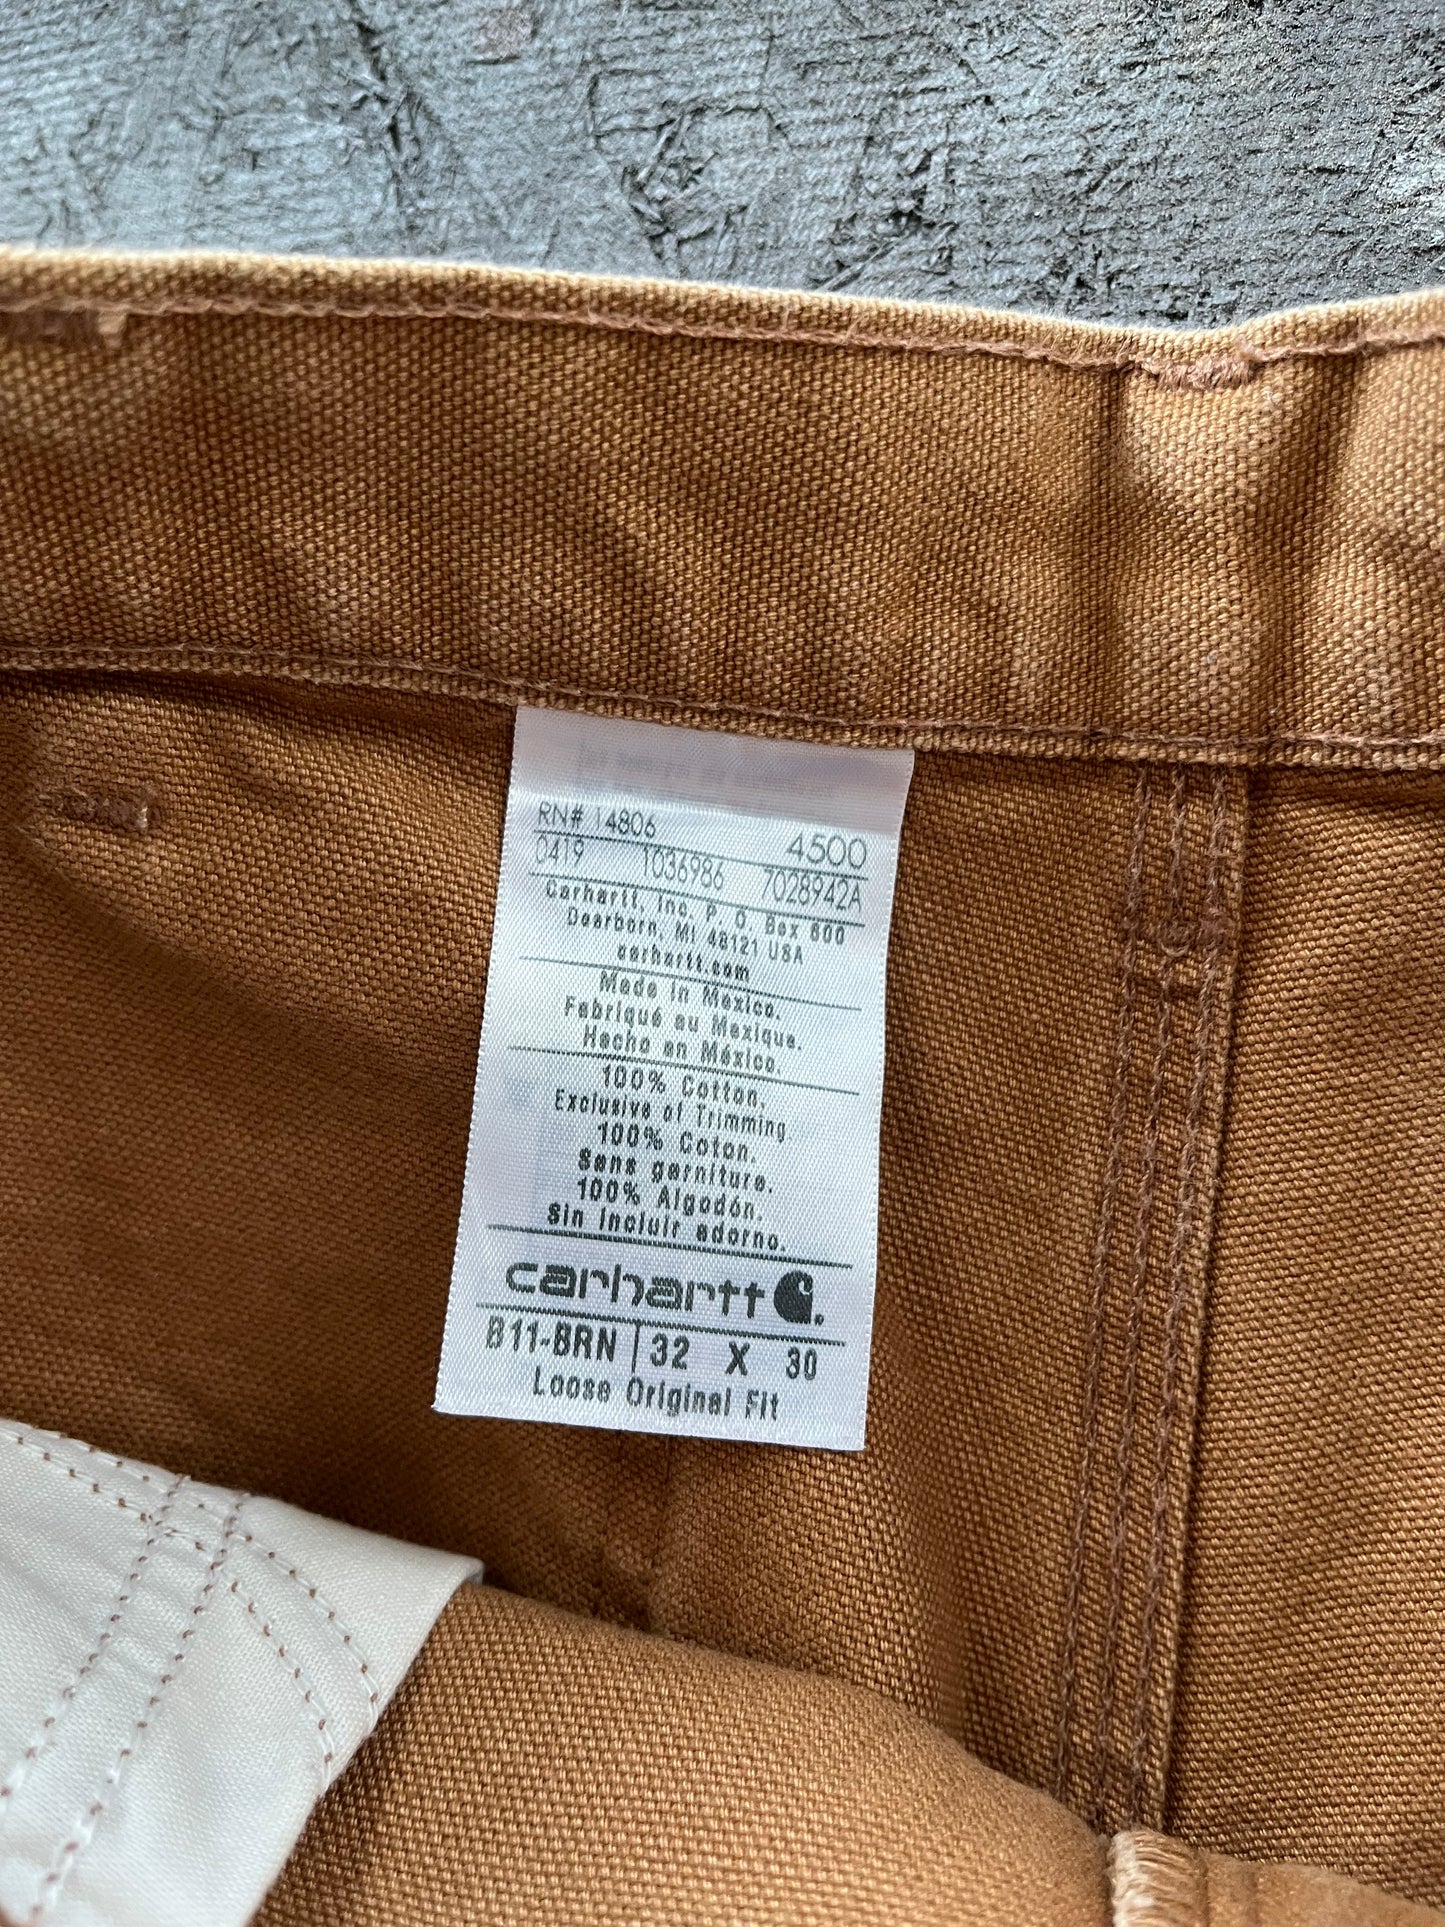 RN# 14806 4500
0419 1036986 7028942A
Carhartt, Inc. P. O. Box 600
Dearborn, MI 48121 USA
carhartt.com
Made in Mexico.
Fabriqué au Mexique.
Hecho en México.
100% Cotton.
Exclusive of Trimming.
100% Coton.
Sans garniture.
100% Algodón.
Sin incluir adorno.
carhartt
B11-BRN | 32 X 30
Loose Original Fit